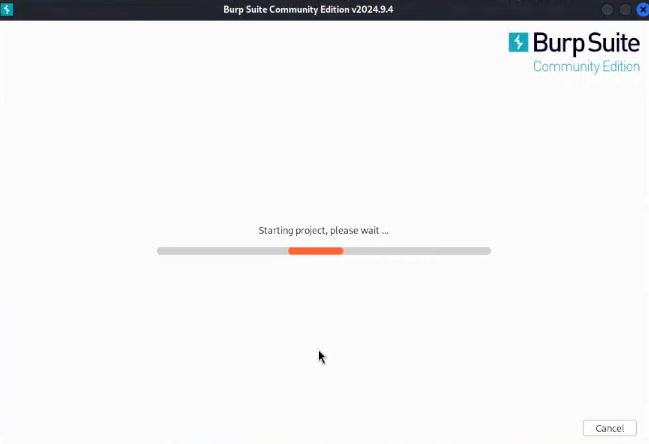 Burp Suite Community Edition v2024.9.4
Burp Suite
Community Edition
Starting project, please wait ...
Cancel